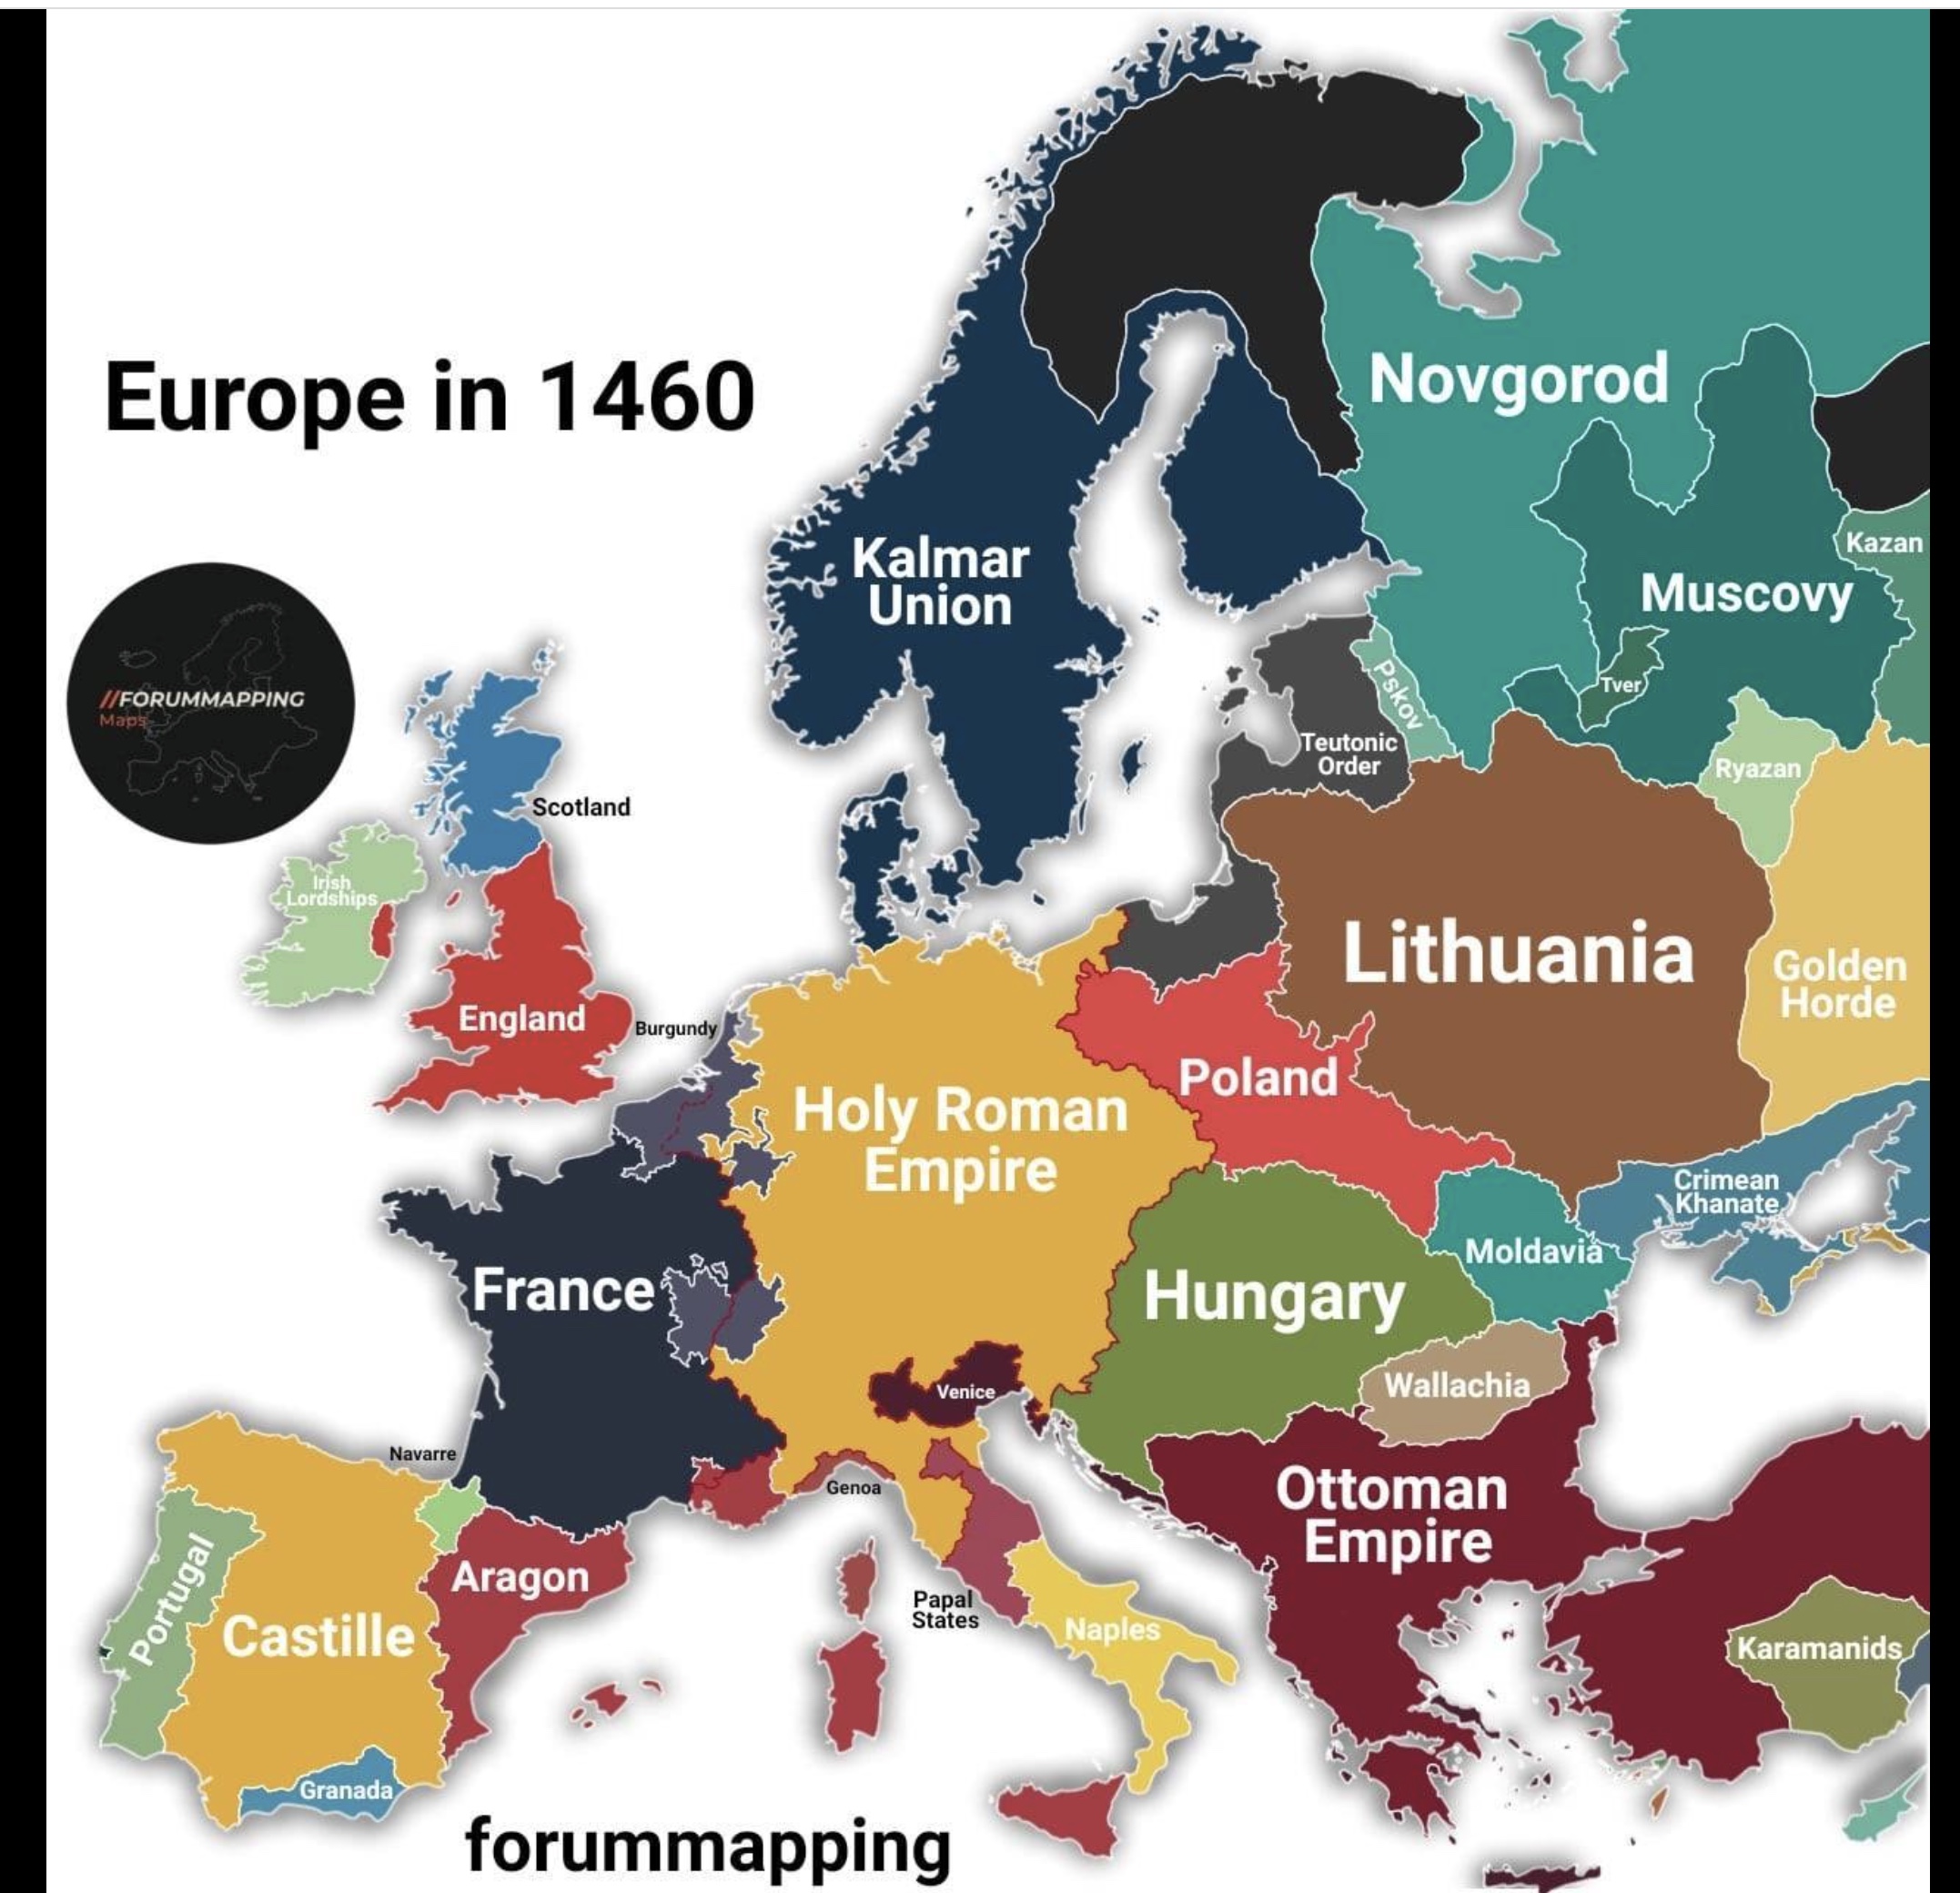 Europe in 1460
//FORUMMAPPING
Maps
Novgorod
Kazan
Kalmar
Union
Muscovy
Pskov
Tver
Teutonic
Order
Ryazan
Scotland
Irish
Lordships
Lithuania
Golden
Horde
England
Burgundy
Poland
Holy Roman
Empire
Crimean
Khanate
Moldavia
France
Hungary
Venice
Wallachia
Navarre
Genoa
Ottoman
Empire
Portugal
Aragon
Castille
Papal
States
Naples
Karamanids
Granada
forummapping